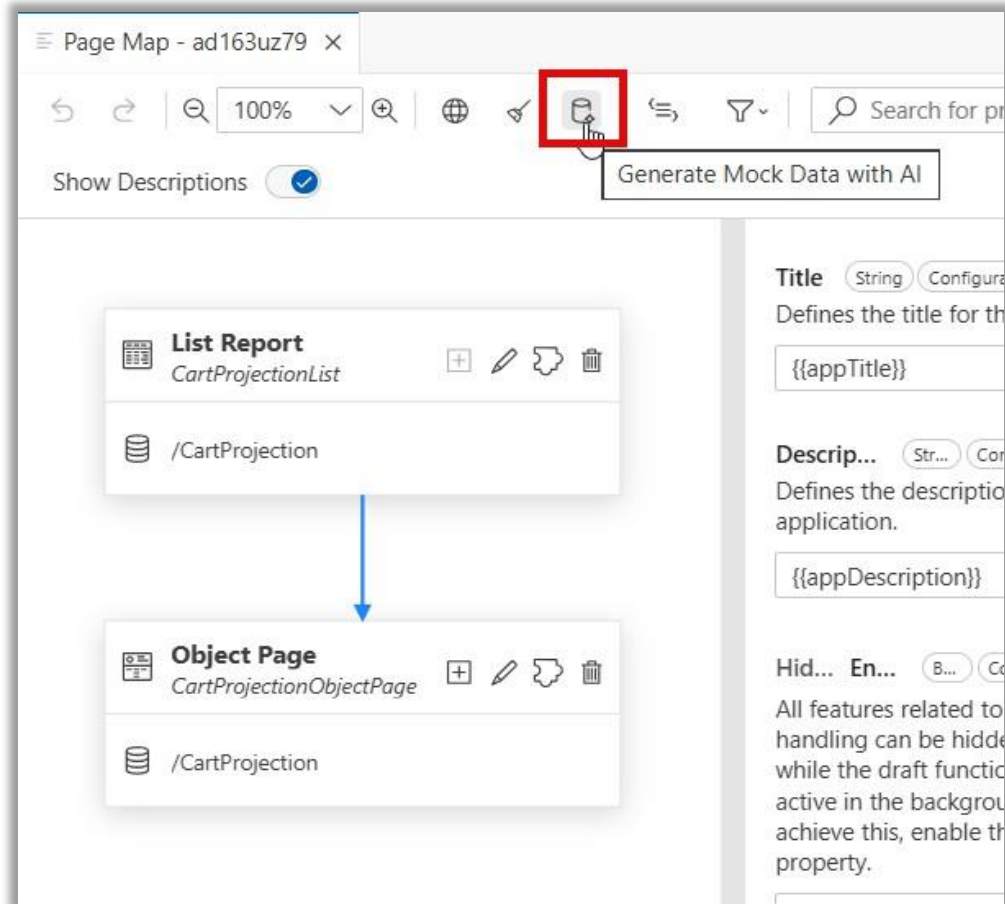 Page Map - ad163uz79
100%
Search for pr
Show Descriptions
Generate Mock Data with AI
List Report
CartProjectionList
/CartProjection
Object Page
CartProjectionObjectPage
/CartProjection
Title String Configura
Defines the title for th
{{appTitle}}
Descrip... Str... Cor
Defines the descriptio
application.
{{appDescription}}
Hid... En... B... Co
All features related to
handling can be hidde
while the draft functio
active in the backgrou
achieve this, enable th
property.